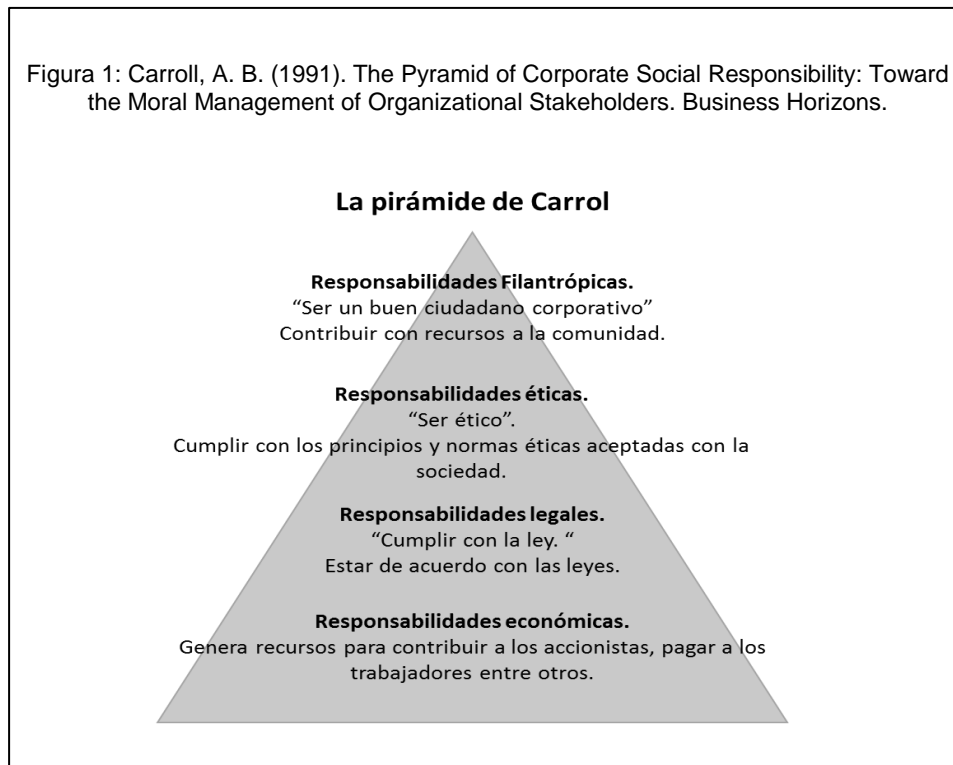 Figura 1: Carroll, A. B. (1991). The Pyramid of Corporate Social Responsibility: Toward
the Moral Management of Organizational Stakeholders. Business Horizons.
La pirámide de Carrol
Responsabilidades Filantrópicas.
“Ser un buen ciudadano corporativo”
Contribuir con recursos a la comunidad.
Responsabilidades éticas.
“Ser ético”.
Cumplir con los principios y normas éticas aceptadas con la
sociedad.
Responsabilidades legales.
“Cumplir con la ley. “
Estar de acuerdo con las leyes.
Responsabilidades económicas.
Genera recursos para contribuir a los accionistas, pagar a los
trabajadores entre otros.